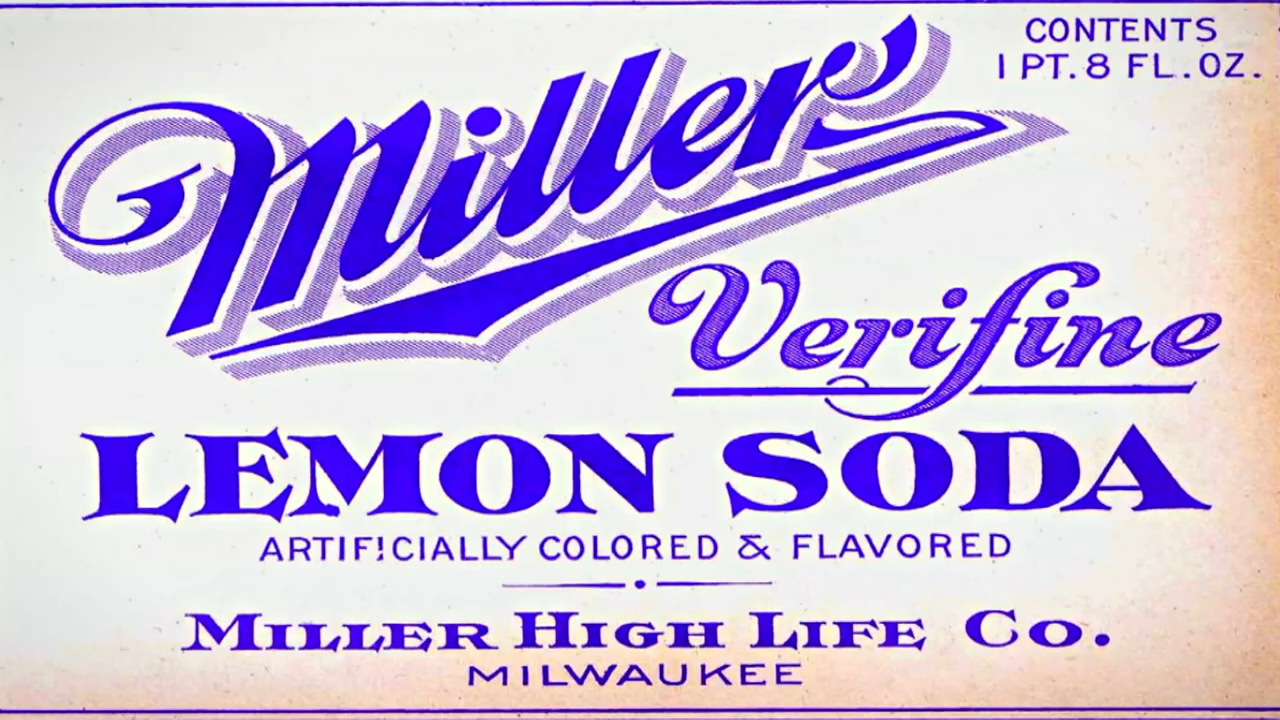 CONTENTS
1 PT. 8 FL. OZ.
Miller
Verifine
LEMON SODA
ARTIFICIALLY COLORED & FLAVORED
MILLER HIGH LIFE CO.
MILWAUKEE